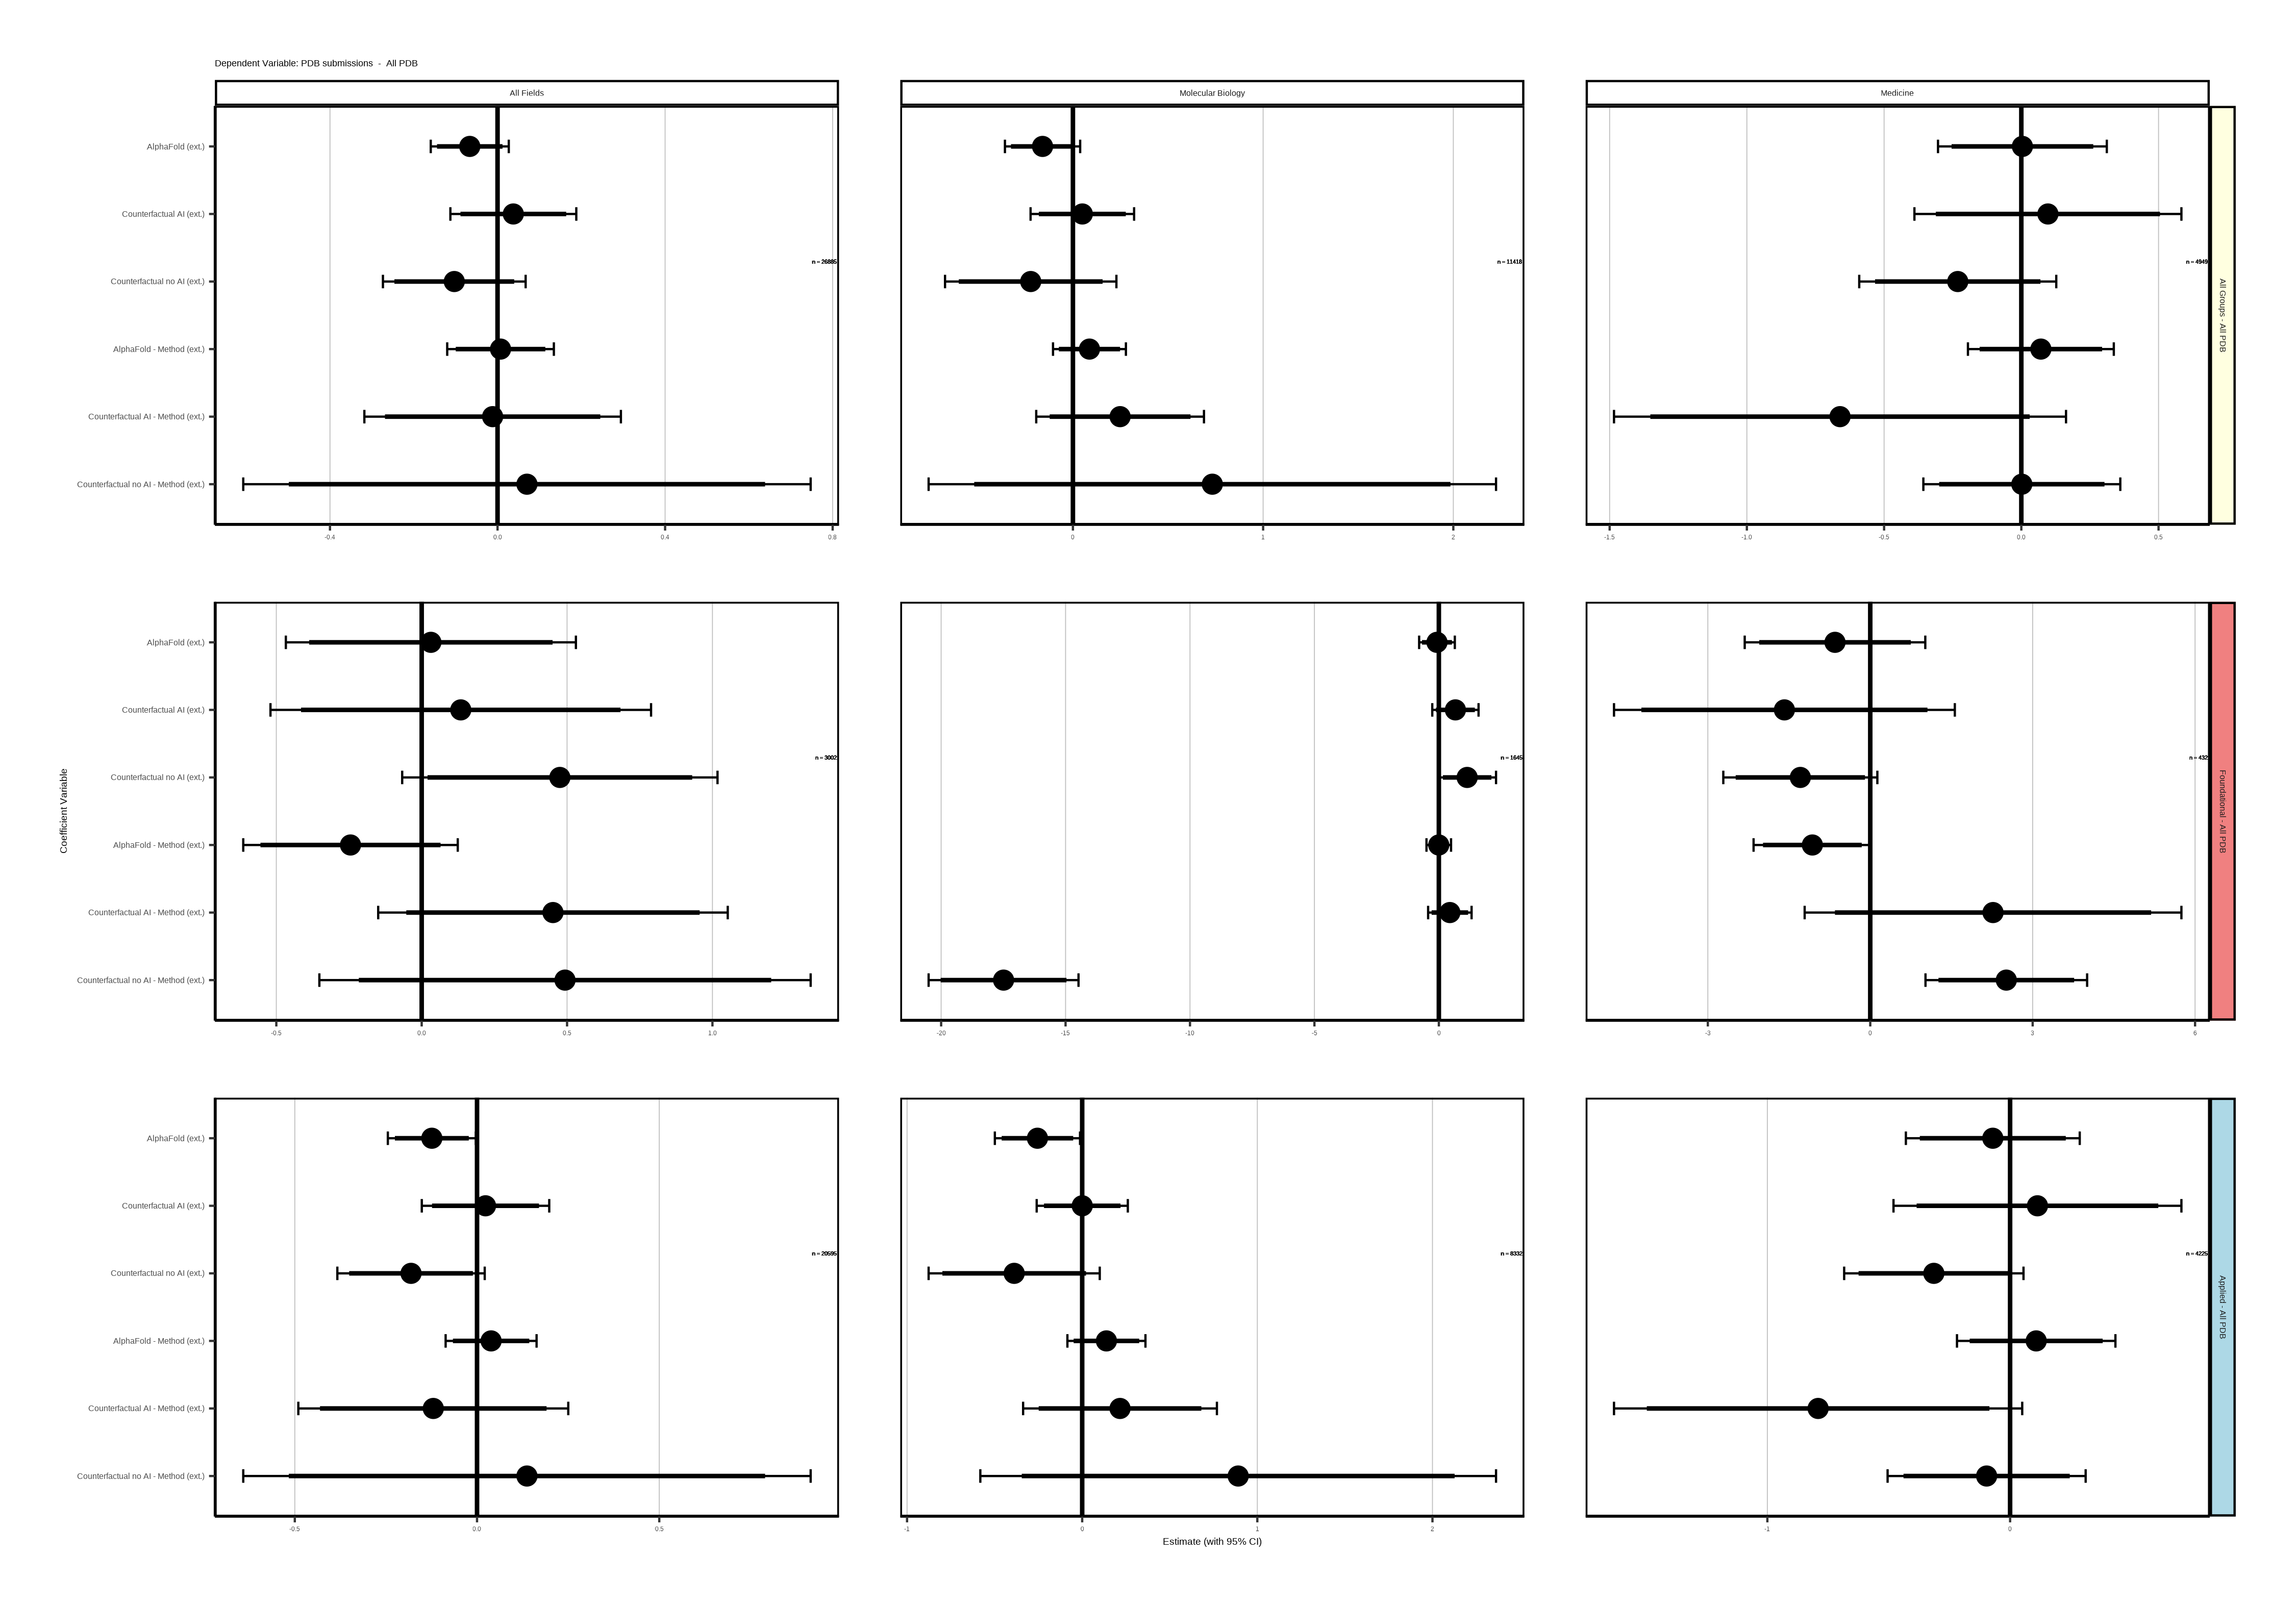 Dependent Variable: PDB submissions - All PDB
All Fields
Molecular Biology
Medicine
AlphaFold (ext.)
Counterfactual AI (ext.)
Counterfactual no AI (ext.)
AlphaFold - Method (ext.)
Counterfactual AI - Method (ext.)
Counterfactual no AI - Method (ext.)
n = 26885
n = 11418
n = 4949
All Groups - All PDB
-0.4 0.0 0.4 0.8
0 1 2
-1.5 -1.0 -0.5 0.0 0.5
Coefficient Variable
AlphaFold (ext.)
Counterfactual AI (ext.)
Counterfactual no AI (ext.)
AlphaFold - Method (ext.)
Counterfactual AI - Method (ext.)
Counterfactual no AI - Method (ext.)
n = 3002
n = 1645
n = 432
Foundational - All PDB
-0.5 0.0 0.5 1.0
-20 -15 -10 -5 0
-3 0 3 6
AlphaFold (ext.)
Counterfactual AI (ext.)
Counterfactual no AI (ext.)
AlphaFold - Method (ext.)
Counterfactual AI - Method (ext.)
Counterfactual no AI - Method (ext.)
n = 20595
n = 8332
n = 4225
Applied - All PDB
-0.5 0.0 0.5
-1 0 1 2
-1 0
Estimate (with 95% CI)